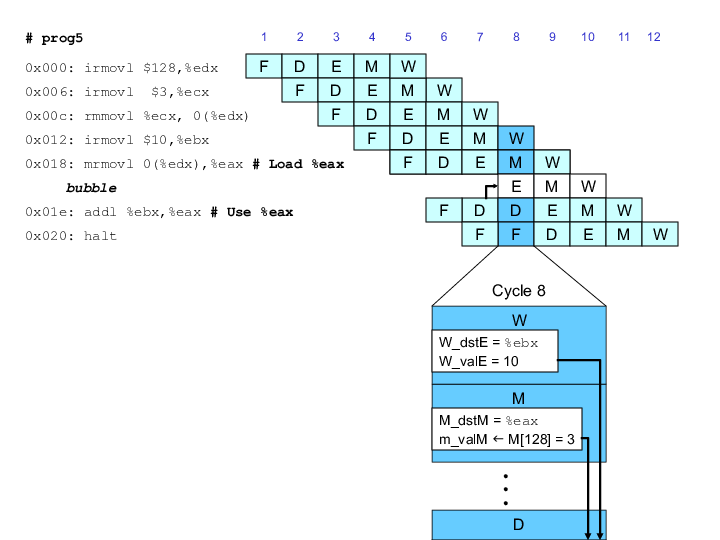 # prog5 1 2 3 4 5 6 7 8 9 10 11 12
0x000: irmovl $128,%edx F D E M W
0x006: irmovl $3,%ecx F D E M W
0x00c: rmmovl %ecx, 0(%edx) F D E M W
0x012: irmovl $10,%ebx F D E M W
0x018: mrmovl 0(%edx),%eax # Load %eax F D E M W
bubble E M W
0x01e: addl %ebx,%eax # Use %eax F D D E M W
0x020: halt F F D E M W
Cycle 8
W
W_dstE = %ebx
W_valE = 10
M
M_dstM = %eax
m_valM ← M[128] = 3
D